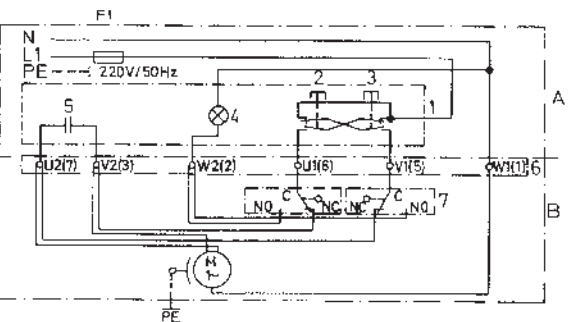 F1
N
L1
PE 220V/50Hz
2 3
S 4 1 A
U2(7) V2(3) W2(2) U1(6) V1(5) W1(1) 6
C C 7 B
NO NC NC NO
M
1~
PE